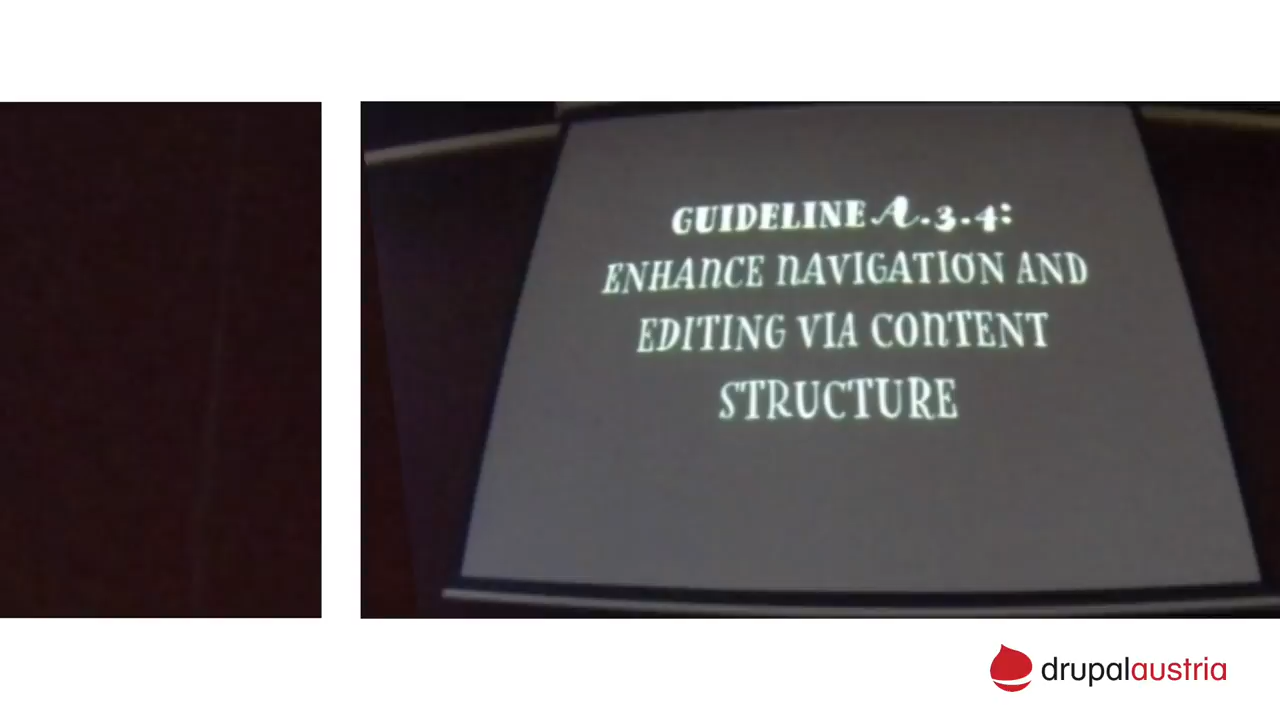 GUIDELINE A.3.4:
ENHANCE NAVIGATION AND
EDITING VIA CONTENT
STRUCTURE
drupalaustria